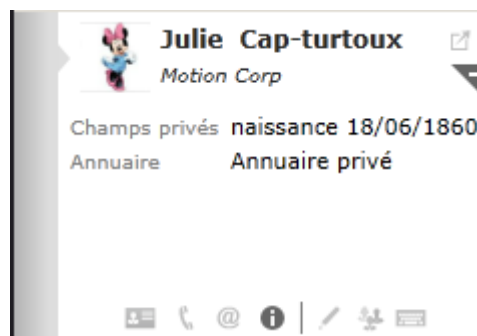 Julie Cap-turtoux
Motion Corp
Champs privés naissance 18/06/1860
Annuaire Annuaire privé